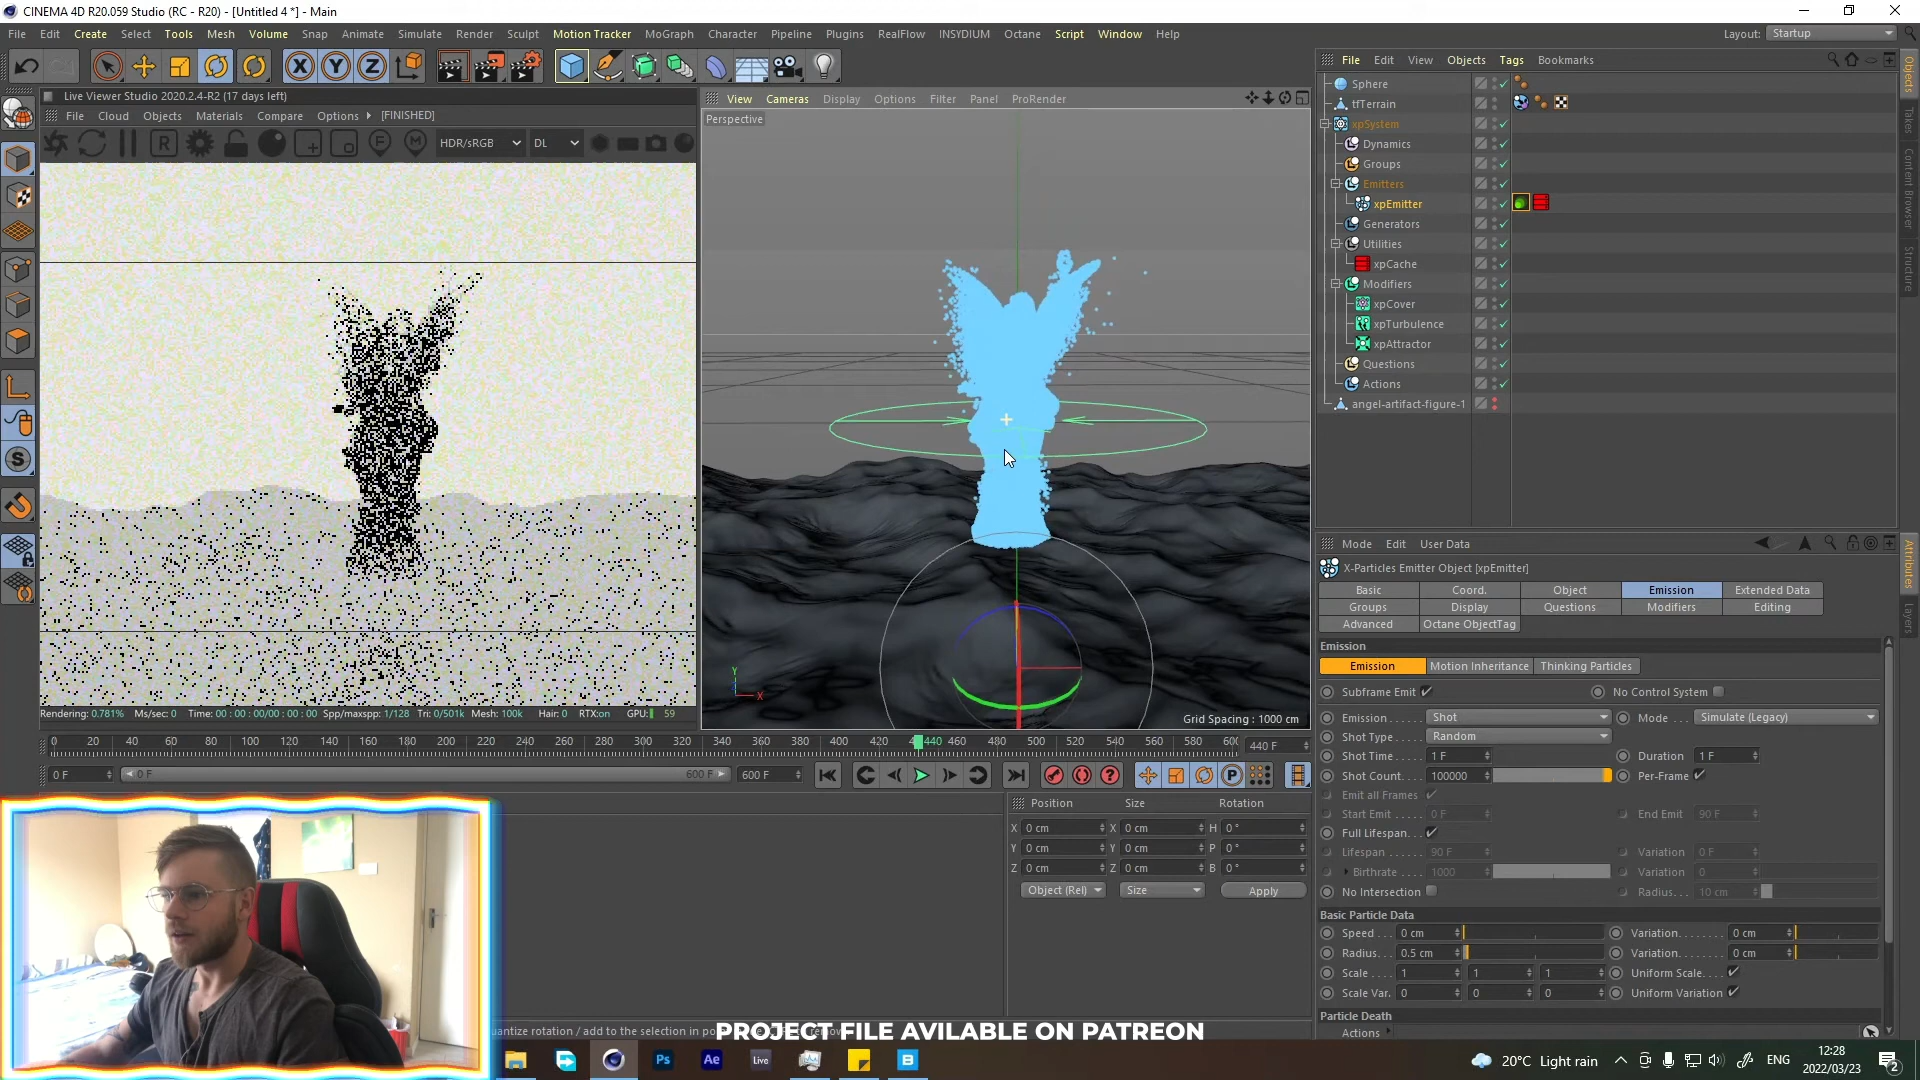 CINEMA 4D R20.059 Studio (RC - R20) - [Untitled 4 *] - Main
File Edit Create Select Tools Mesh Volume Snap Animate Simulate Render Sculpt Motion Tracker MoGraph Character Pipeline Plugins RealFlow INSYDIUM Octane Script Window Help
Layout: Startup
Live Viewer Studio 2020.2.4-R2 (17 days left)
File Cloud Objects Materials Compare Options [FINISHED]
R F M HDR/sRGB DL
Rendering: 0.781% Ms/sec: 0 Time: 00 : 00 : 00/00 : 00 : 00 Spp/maxspp: 1/128 Tri: 0/501k Mesh: 100k Hair: 0 RTX:on GPU: 59
View Cameras Display Options Filter Panel ProRender
Perspective
Y
X
Grid Spacing : 1000 cm
File Edit View Objects Tags Bookmarks
Sphere
tfTerrain
xpSystem
Dynamics
Groups
Emitters
xpEmitter
Generators
Utilities
xpCache
Modifiers
xpCover
xpTurbulence
xpAttractor
Questions
Actions
angel-artifact-figure-1
Objects
Takes
Content Browser
Structure
Mode Edit User Data
X-Particles Emitter Object [xpEmitter]
Basic Coord. Object Emission Extended Data
Groups Display Questions Modifiers Editing
Advanced Octane ObjectTag
Attributes
Layers
Emission
Emission Motion Inheritance Thinking Particles
Subframe Emit No Control System
Emission Shot Mode Simulate (Legacy)
Shot Type Random
Shot Time 1 F Duration 1 F
Shot Count 100000 Per-Frame
Emit all Frames
Start Emit 0 F End Emit 90 F
Full Lifespan
Lifespan 90 F Variation 0 F
Birthrate 1000 Variation 0
No Intersection Radius 10 cm
Basic Particle Data
Speed 0 cm Variation 0 cm
Radius 0.5 cm Variation 0 cm
Scale 1 1 1 Uniform Scale
Scale Var. 0 0 0 Uniform Variation
Particle Death
Actions
0 20 40 60 80 100 120 140 160 180 200 220 240 260 280 300 320 340 360 380 400 420 440 460 480 500 520 540 560 580 440 F
0 F 0 F 600 F 600 F
Position Size Rotation
X 0 cm X 0 cm H 0 °
Y 0 cm Y 0 cm P 0 °
Z 0 cm Z 0 cm B 0 °
Object (Rel) Size Apply
PROJECT FILE AVILABLE ON PATREON
Ps Ae Live B
20°C Light rain ENG 12:28
2022/03/23
2